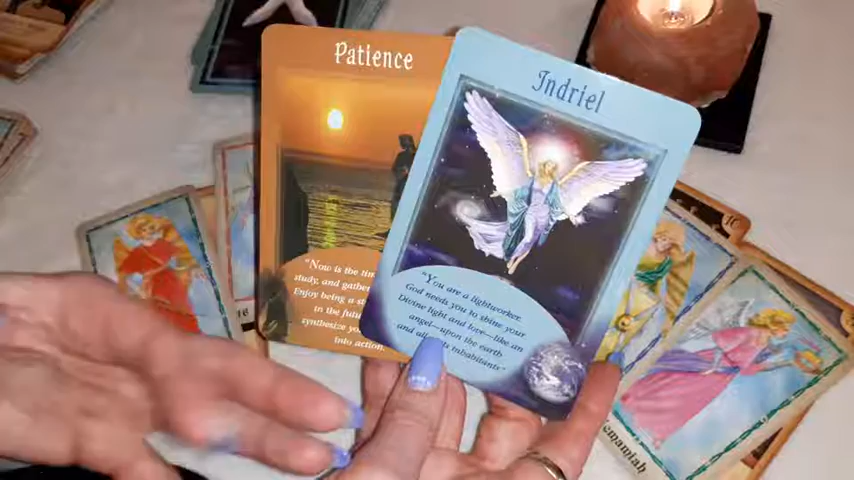 Patience
"Now is the tim
study, and gathe
Enjoy being a st
in the futu
synthesize yo
into action.
Indriel
"You are a lightworker.
God needs you to shine your
Divine light and love—like an
angel—upon the earth
and all its inhabitants."
emamiah